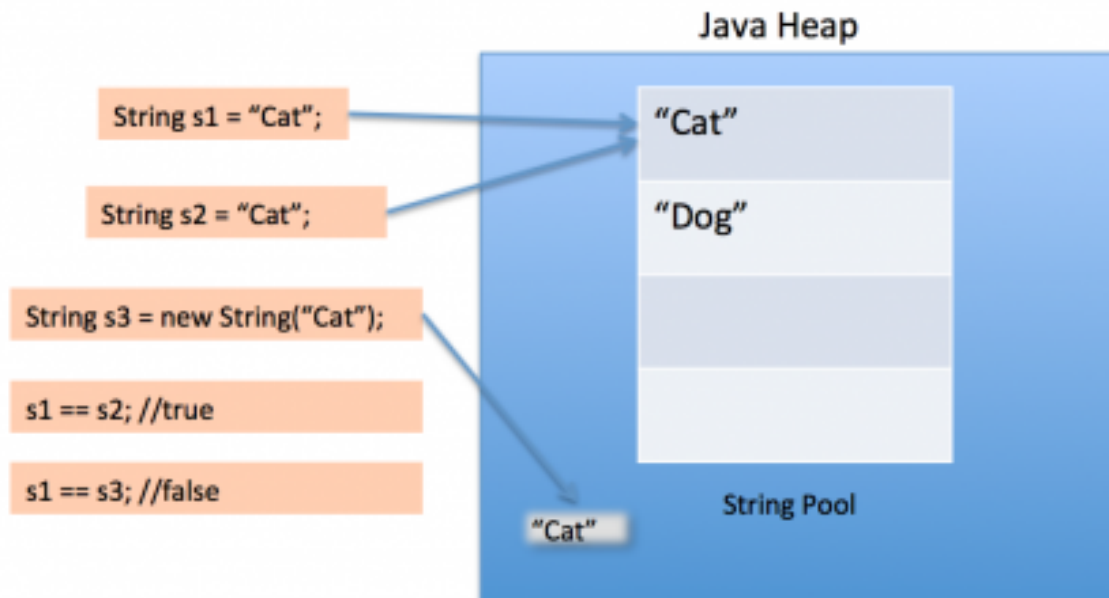 Java Heap
String s1 = “Cat”;
“Cat”
String s2 = “Cat”;
“Dog”
String s3 = new String(“Cat”);
s1 == s2; //true
s1 == s3; //false
String Pool
“Cat”